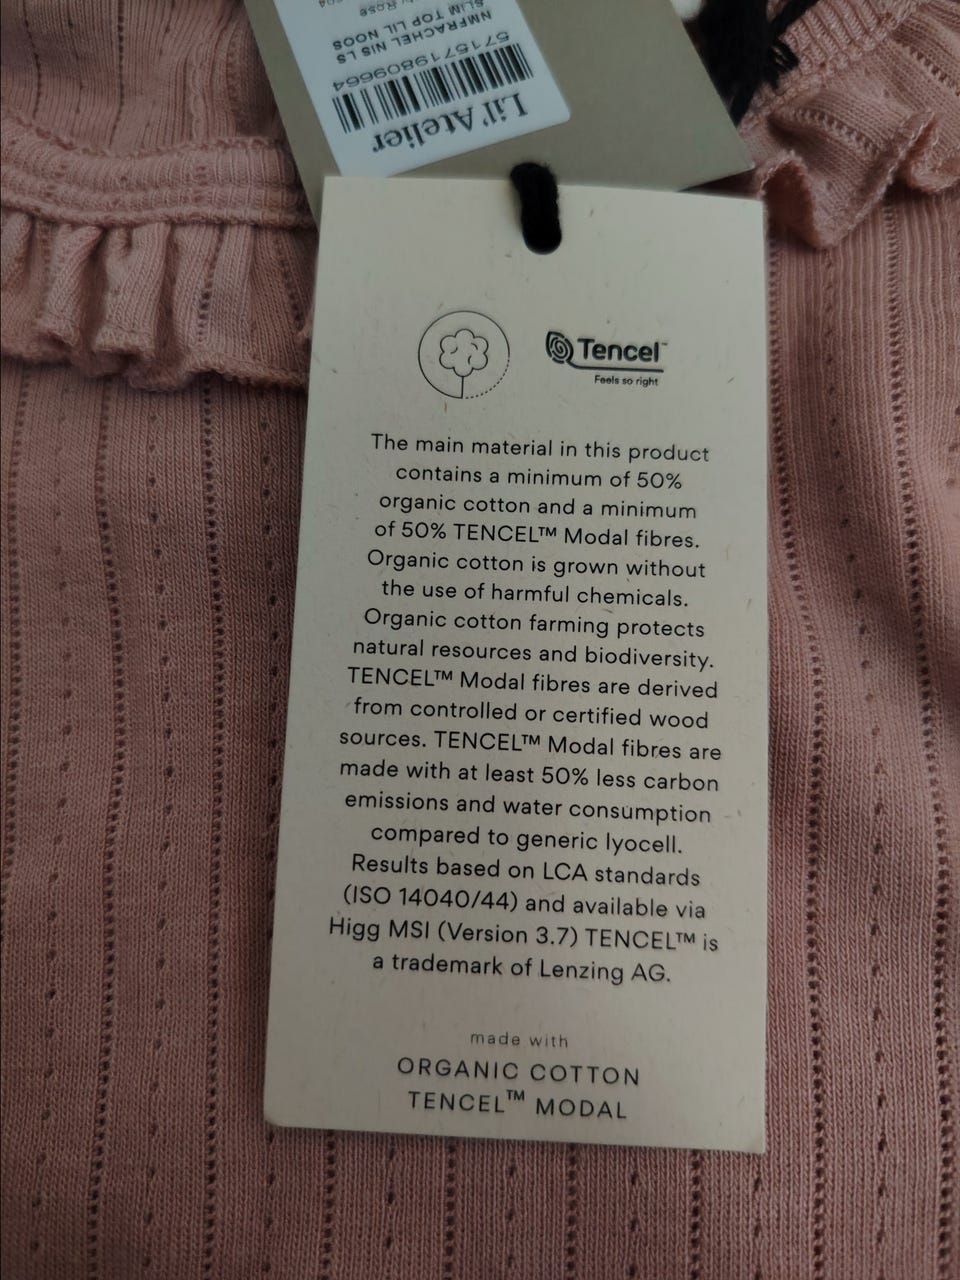 Lil' Atelier
5715719809664
NMFRACHEL NIS LS
SLIM TOP LIL NOOS
Rose
Tencel™
Feels so right
The main material in this product
contains a minimum of 50%
organic cotton and a minimum
of 50% TENCEL™ Modal fibres.
Organic cotton is grown without
the use of harmful chemicals.
Organic cotton farming protects
natural resources and biodiversity.
TENCEL™ Modal fibres are derived
from controlled or certified wood
sources. TENCEL™ Modal fibres are
made with at least 50% less carbon
emissions and water consumption
compared to generic lyocell.
Results based on LCA standards
(ISO 14040/44) and available via
Higg MSI (Version 3.7) TENCEL™ is
a trademark of Lenzing AG.
made with
ORGANIC COTTON
TENCEL™ MODAL